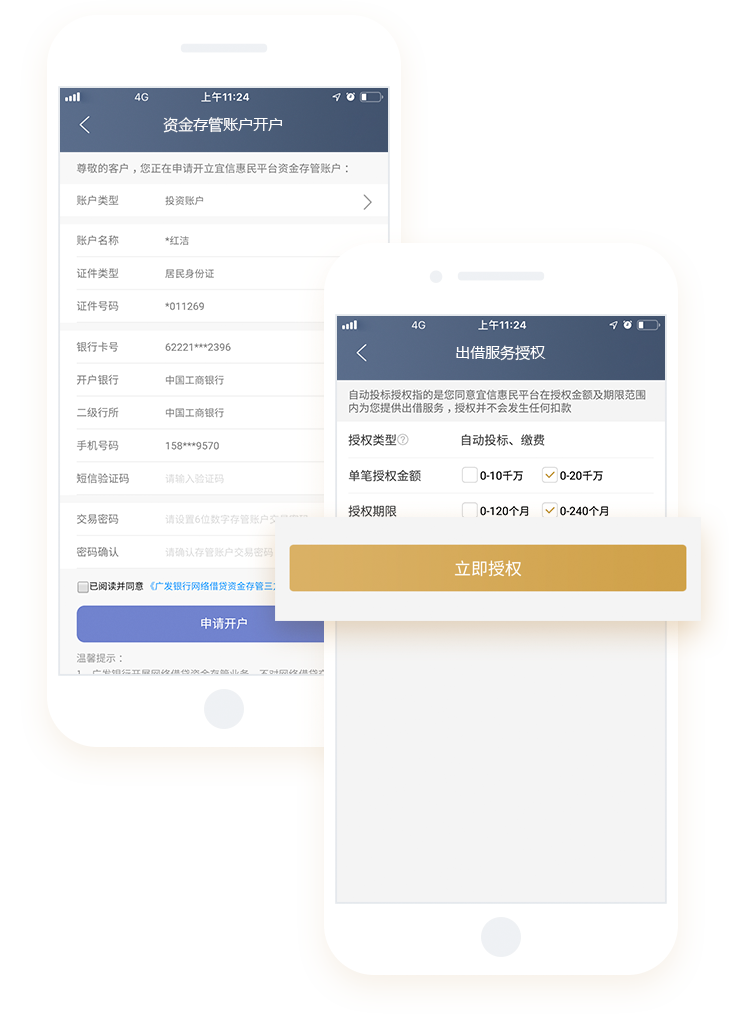 4G 上午11:24
资金存管账户开户
尊敬的客户，您正在申请开立宜信惠民平台资金存管账户：
账户类型 投资账户
账户名称 *红洁
证件类型 居民身份证
证件号码 *011269
银行卡号 62221***2396
开户银行 中国工商银行
二级行所 中国工商银行
手机号码 158***9570
短信验证码 请输入验证码
交易密码 请设置6位数字存管账户交易密码
密码确认 请确认存管账户交易密码
已阅读并同意《广发银行网络借贷资金存管三
申请开户
温馨提示：
1、广发银行开展网络借贷资金存管业务，不对网络借贷交
4G 上午11:24
出借服务授权
自动投标授权指的是您同意宜信惠民平台在授权金额及期限范围
内为您提供出借服务，授权并不会发生任何扣款
授权类型? 自动投标、缴费
单笔授权金额 0-10千万 0-20千万
授权期限 0-120个月 0-240个月
立即授权